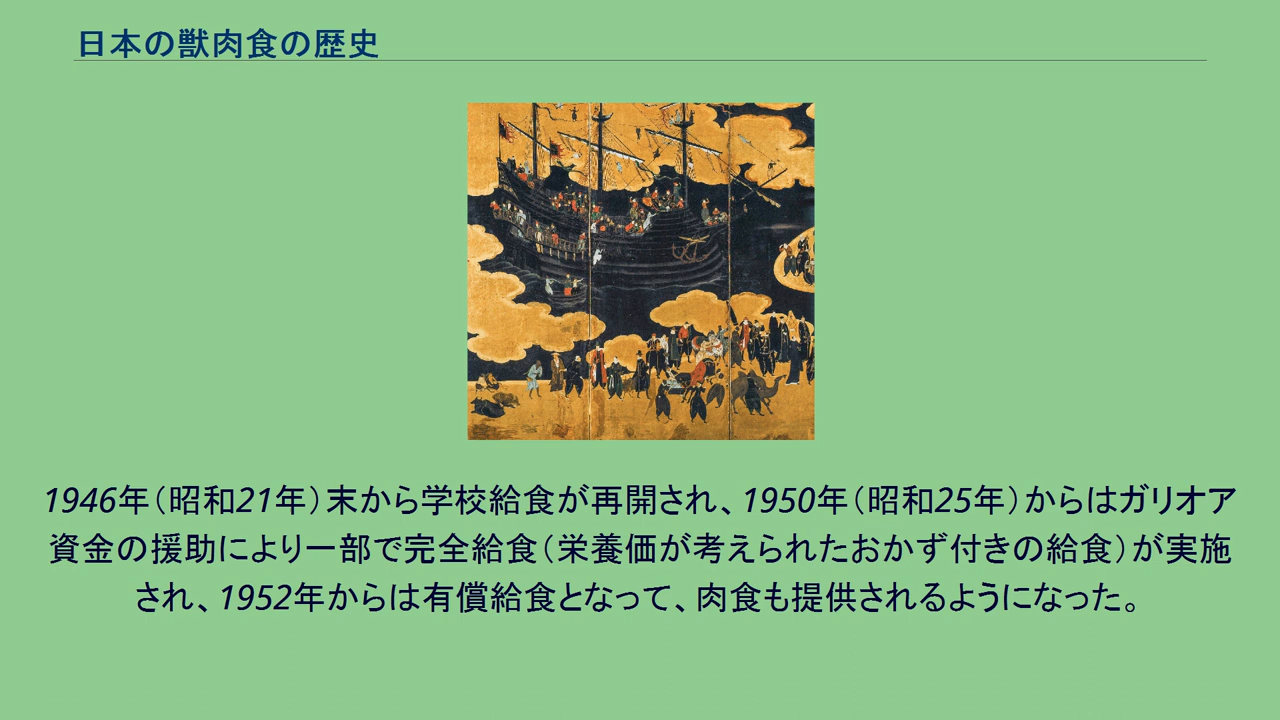 日本の獣肉食の歴史
1946年（昭和21年）末から学校給食が再開され、1950年（昭和25年）からはガリオア
資金の援助により一部で完全給食（栄養価が考えられたおかず付きの給食）が実施
され、1952年からは有償給食となって、肉食も提供されるようになった。